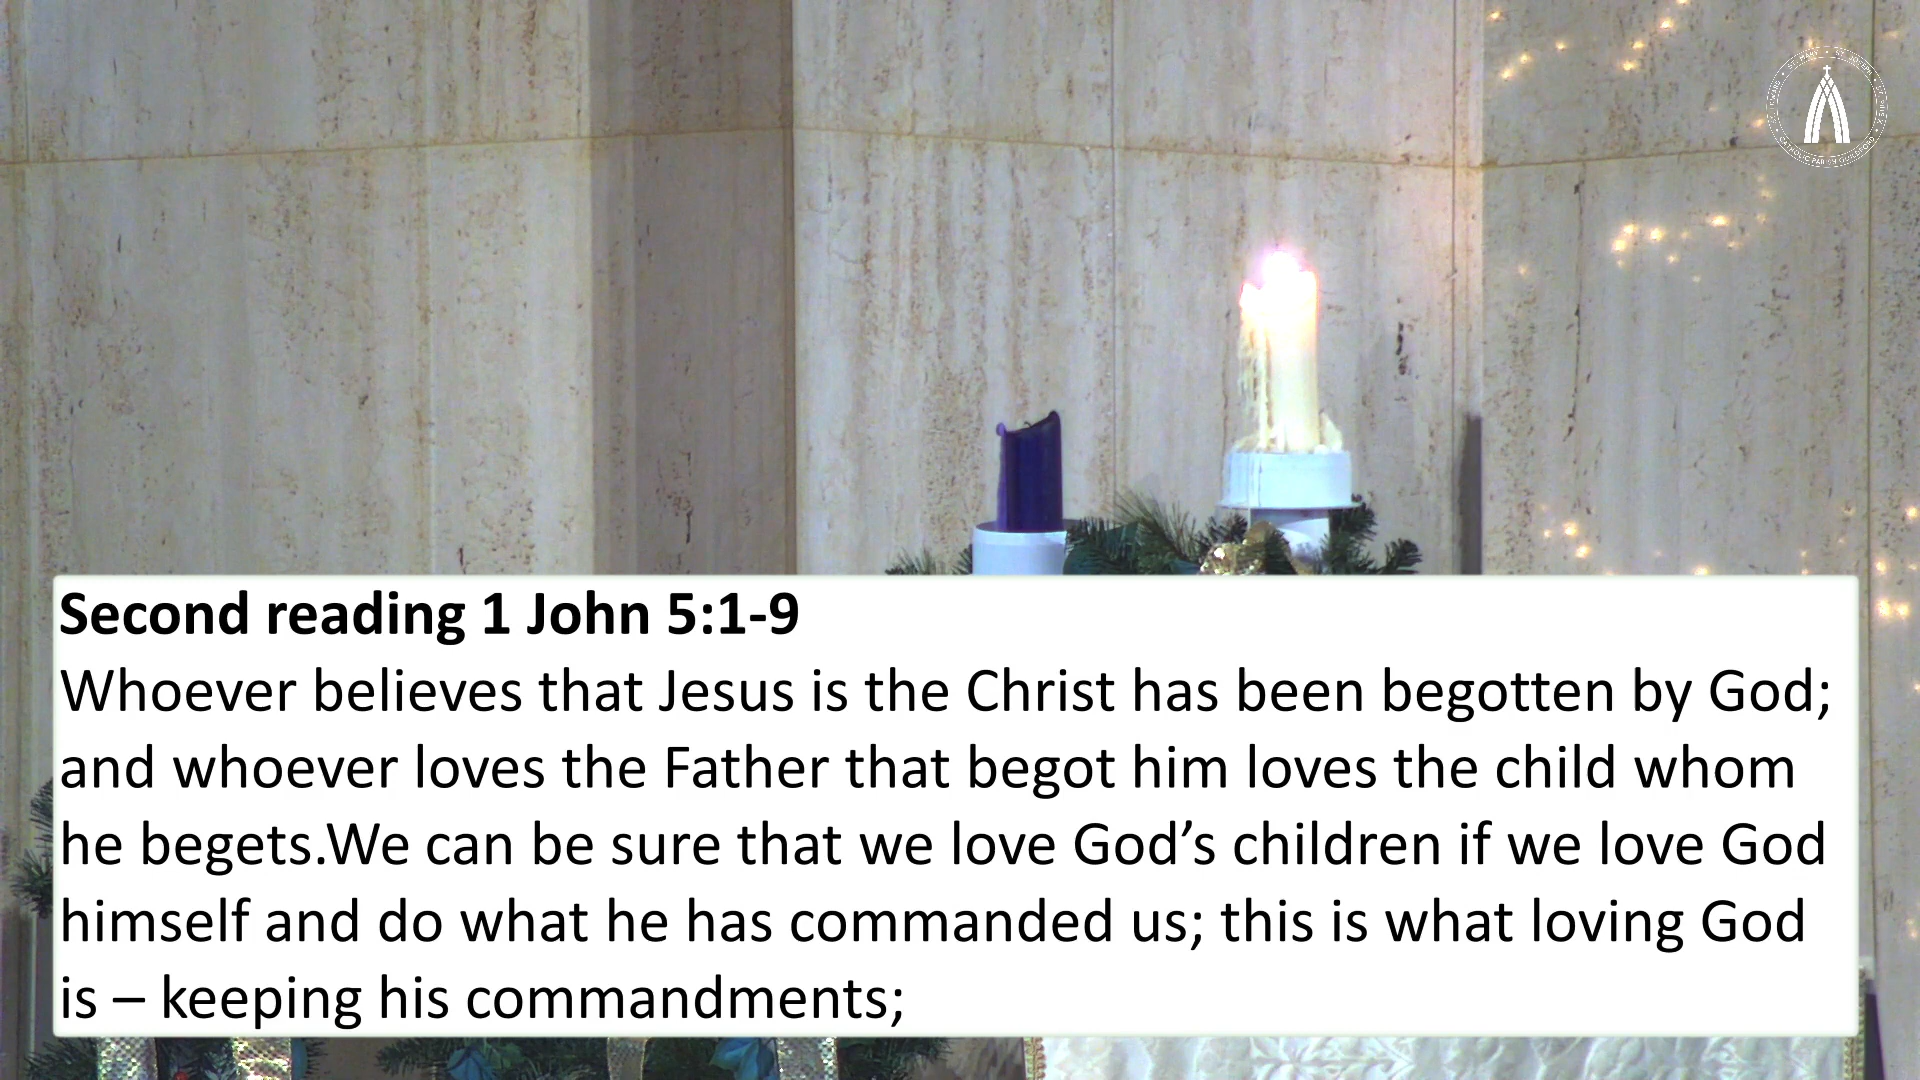 Second reading 1 John 5:1-9
Whoever believes that Jesus is the Christ has been begotten by God;
and whoever loves the Father that begot him loves the child whom
he begets.We can be sure that we love God’s children if we love God
himself and do what he has commanded us; this is what loving God
is – keeping his commandments;
CATHOLIC PARISH GUILDFORD